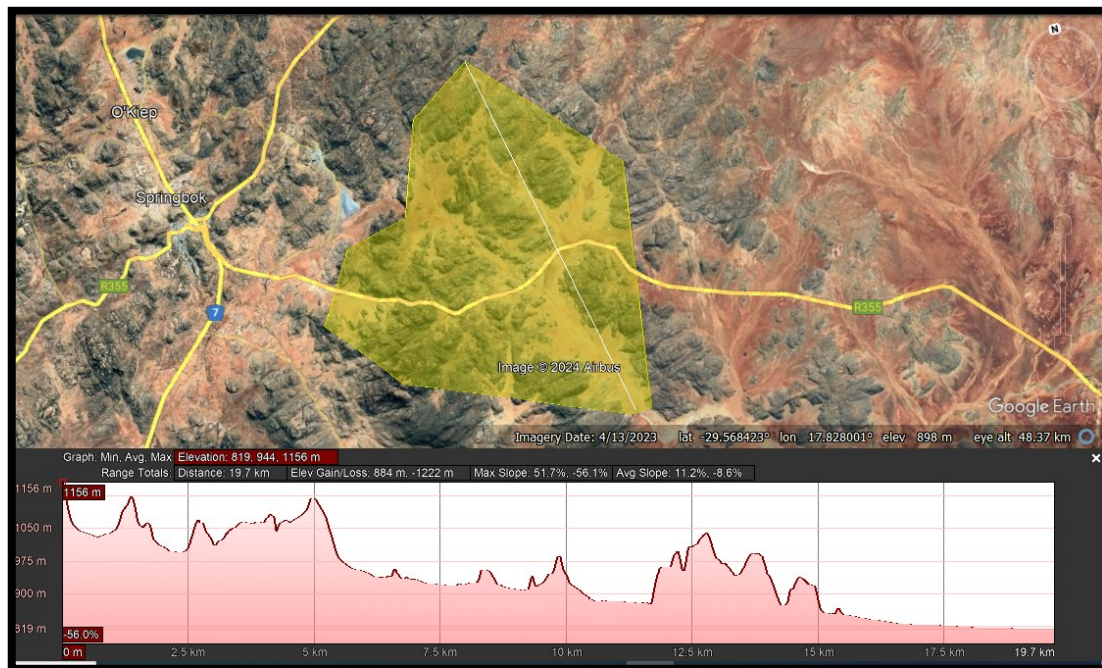 N
O'Kiep
Springbok
R355
7
R355
Image © 2024 Airbus
Google Earth
Imagery Date: 4/13/2023 lat -29.568423° lon 17.828001° elev 898 m eye alt 48.37 km
Graph: Min, Avg, Max Elevation: 819, 944, 1156 m
Range Totals: Distance: 19.7 km Elev Gain/Loss: 884 m, -1222 m Max Slope: 51.7%, -56.1% Avg Slope: 11.2%, -8.6%
1156 m
1156 m
1050 m
975 m
900 m
819 m
-56.0%
0 m 2.5 km 5 km 7.5 km 10 km 12.5 km 15 km 17.5 km 19.7 km